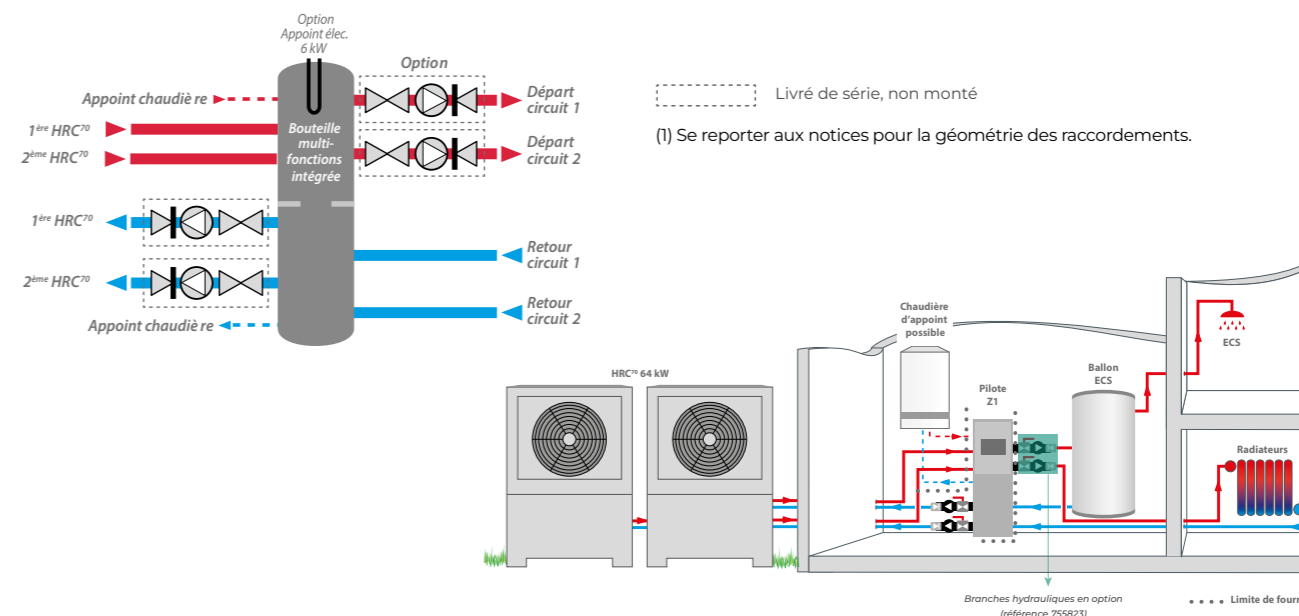 Option
Appoint élec.
6 kW
Option
Appoint chaudiè re
Départ
circuit 1
1ère HRC70
2ème HRC70
Bouteille
multi-
fonctions
intégrée
Départ
circuit 2
1ère HRC70
Retour
circuit 1
2ème HRC70
Retour
circuit 2
Appoint chaudiè re
Livré de série, non monté
(1) Se reporter aux notices pour la géométrie des raccordements.
Chaudière
d'appoint
possible
ECS
HRC70 64 kW
Ballon
ECS
Pilote
Z1
Radiateurs
Branches hydrauliques en option
(référence 755823)
Limite de fourn